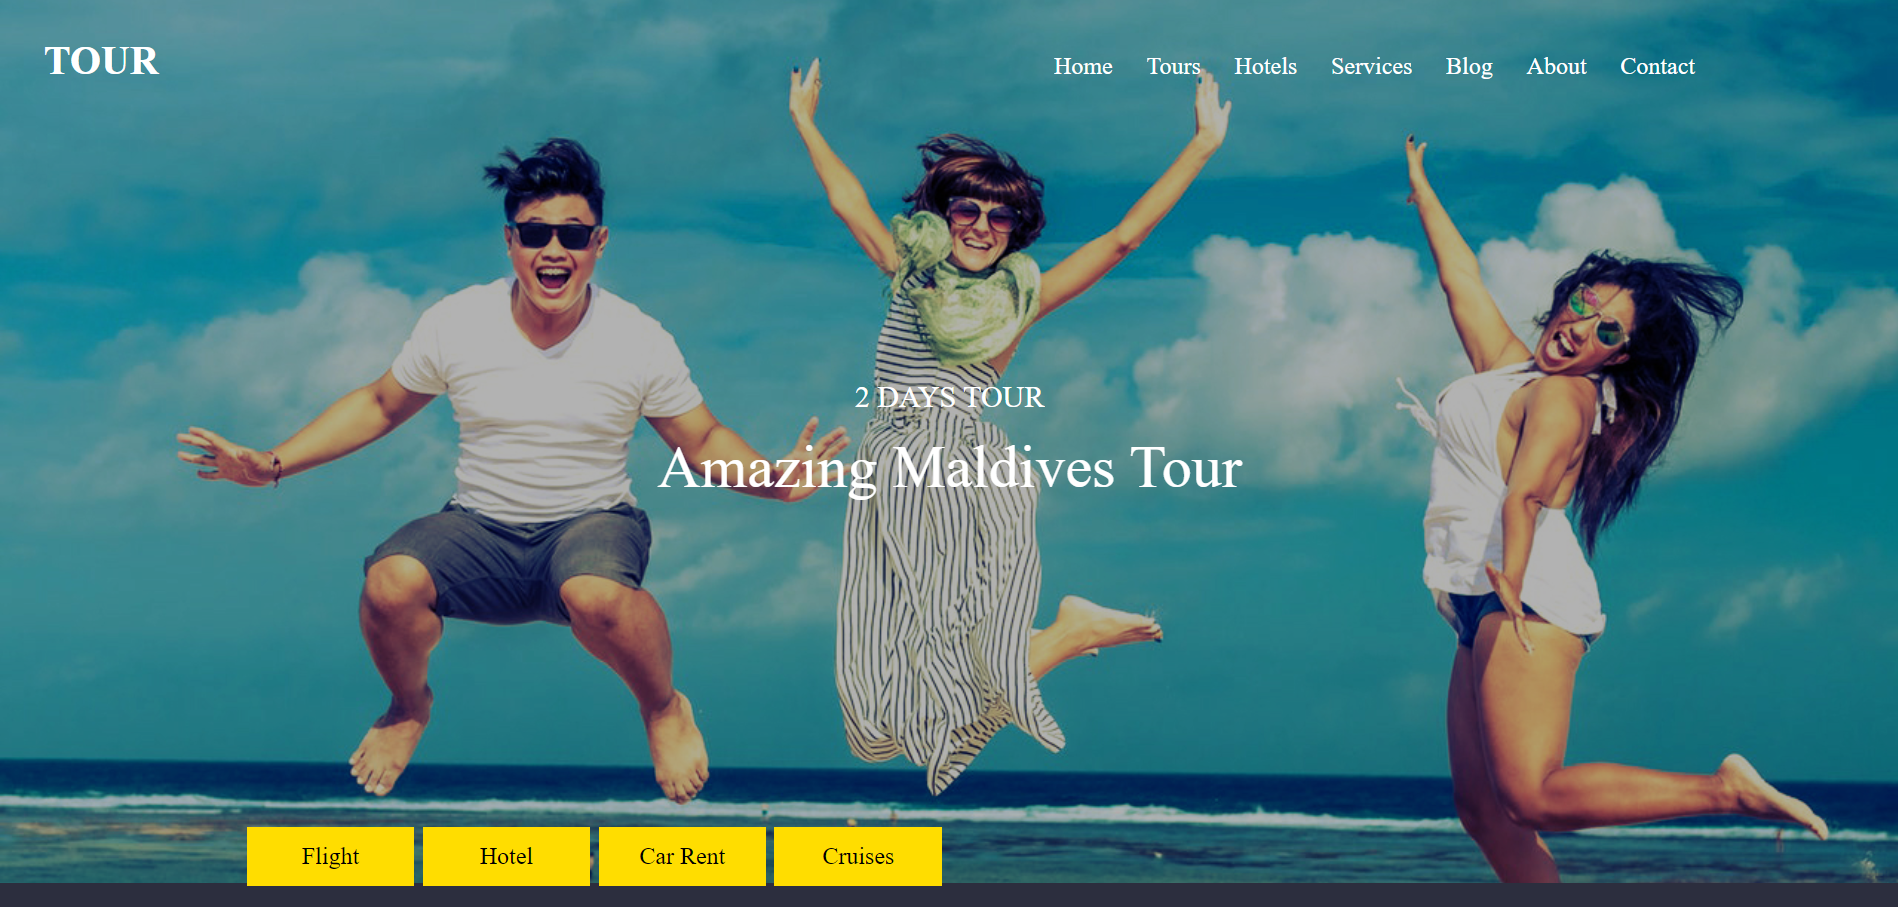 TOUR
Home Tours Hotels Services Blog About Contact
2 DAYS TOUR
Amazing Maldives Tour
Flight Hotel Car Rent Cruises